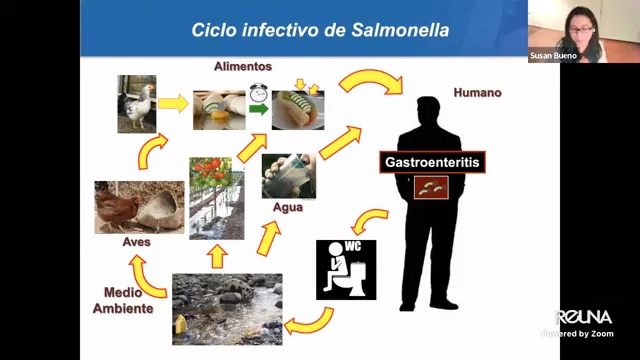 Ciclo infectivo de Salmonella
Susan Bueno
Alimentos
Humano
Gastroenteritis
Agua
Aves
WC
Medio
Ambiente
REUNA
Powered by Zoom